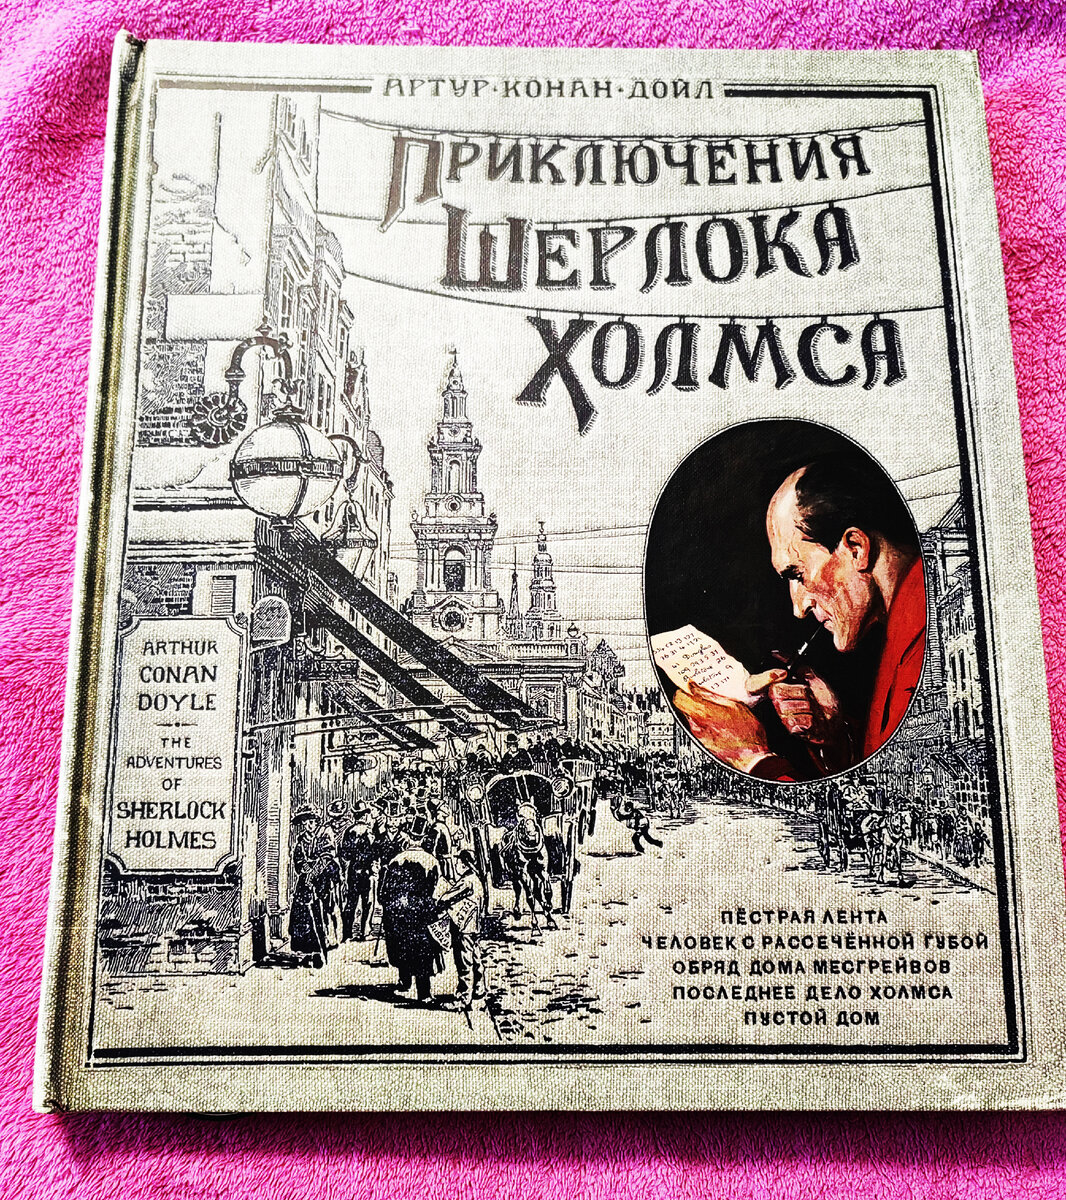 АРТУР·КОНАН·ДОЙЛ
ПРИКЛЮЧЕНИЯ
ШЕРЛОКА
ХОЛМСА
ARTHUR
CONAN
DOYLE
THE
ADVENTURES
OF
SHERLOCK
HOLMES
ПЁСТРАЯ ЛЕНТА
ЧЕЛОВЕК С РАССЕЧЁННОЙ ГУБОЙ
ОБРЯД ДОМА МЕСГРЕЙВОВ
ПОСЛЕДНЕЕ ДЕЛО ХОЛМСА
ПУСТОЙ ДОМ